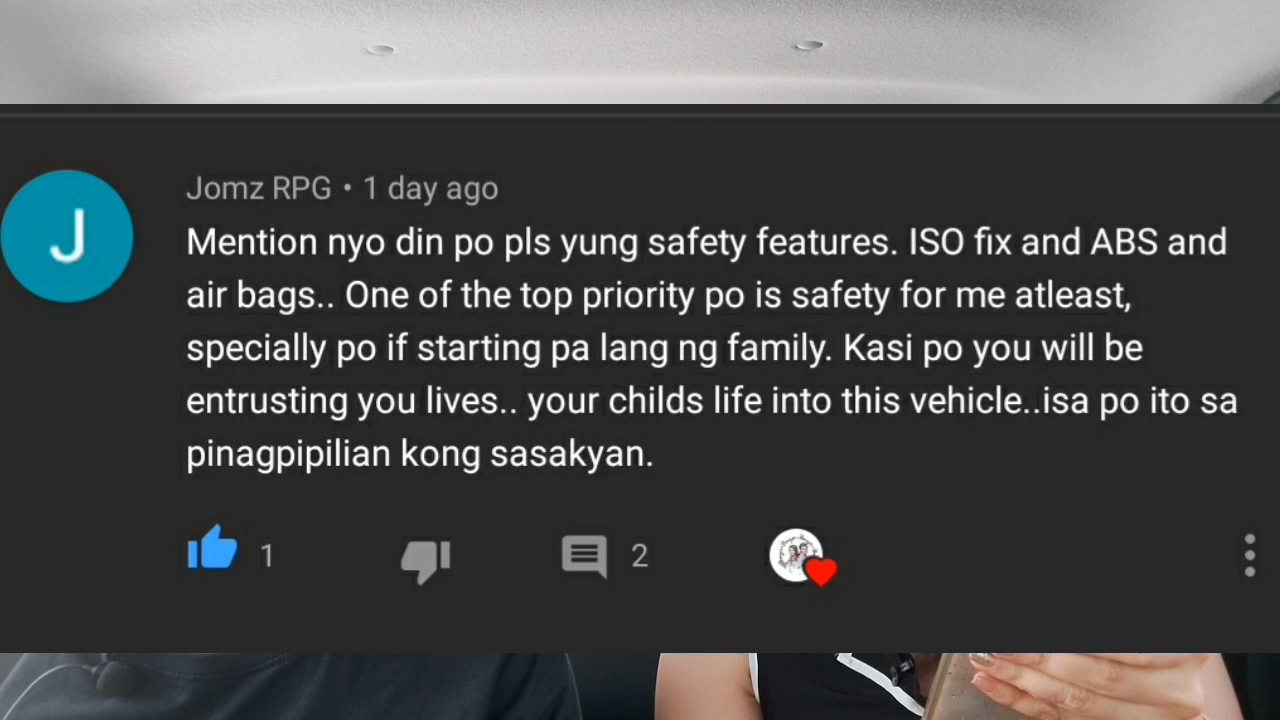 J
Jomz RPG • 1 day ago
Mention nyo din po pls yung safety features. ISO fix and ABS and
air bags.. One of the top priority po is safety for me atleast,
specially po if starting pa lang ng family. Kasi po you will be
entrusting you lives.. your childs life into this vehicle..isa po ito sa
pinagpipilian kong sasakyan.
1
2